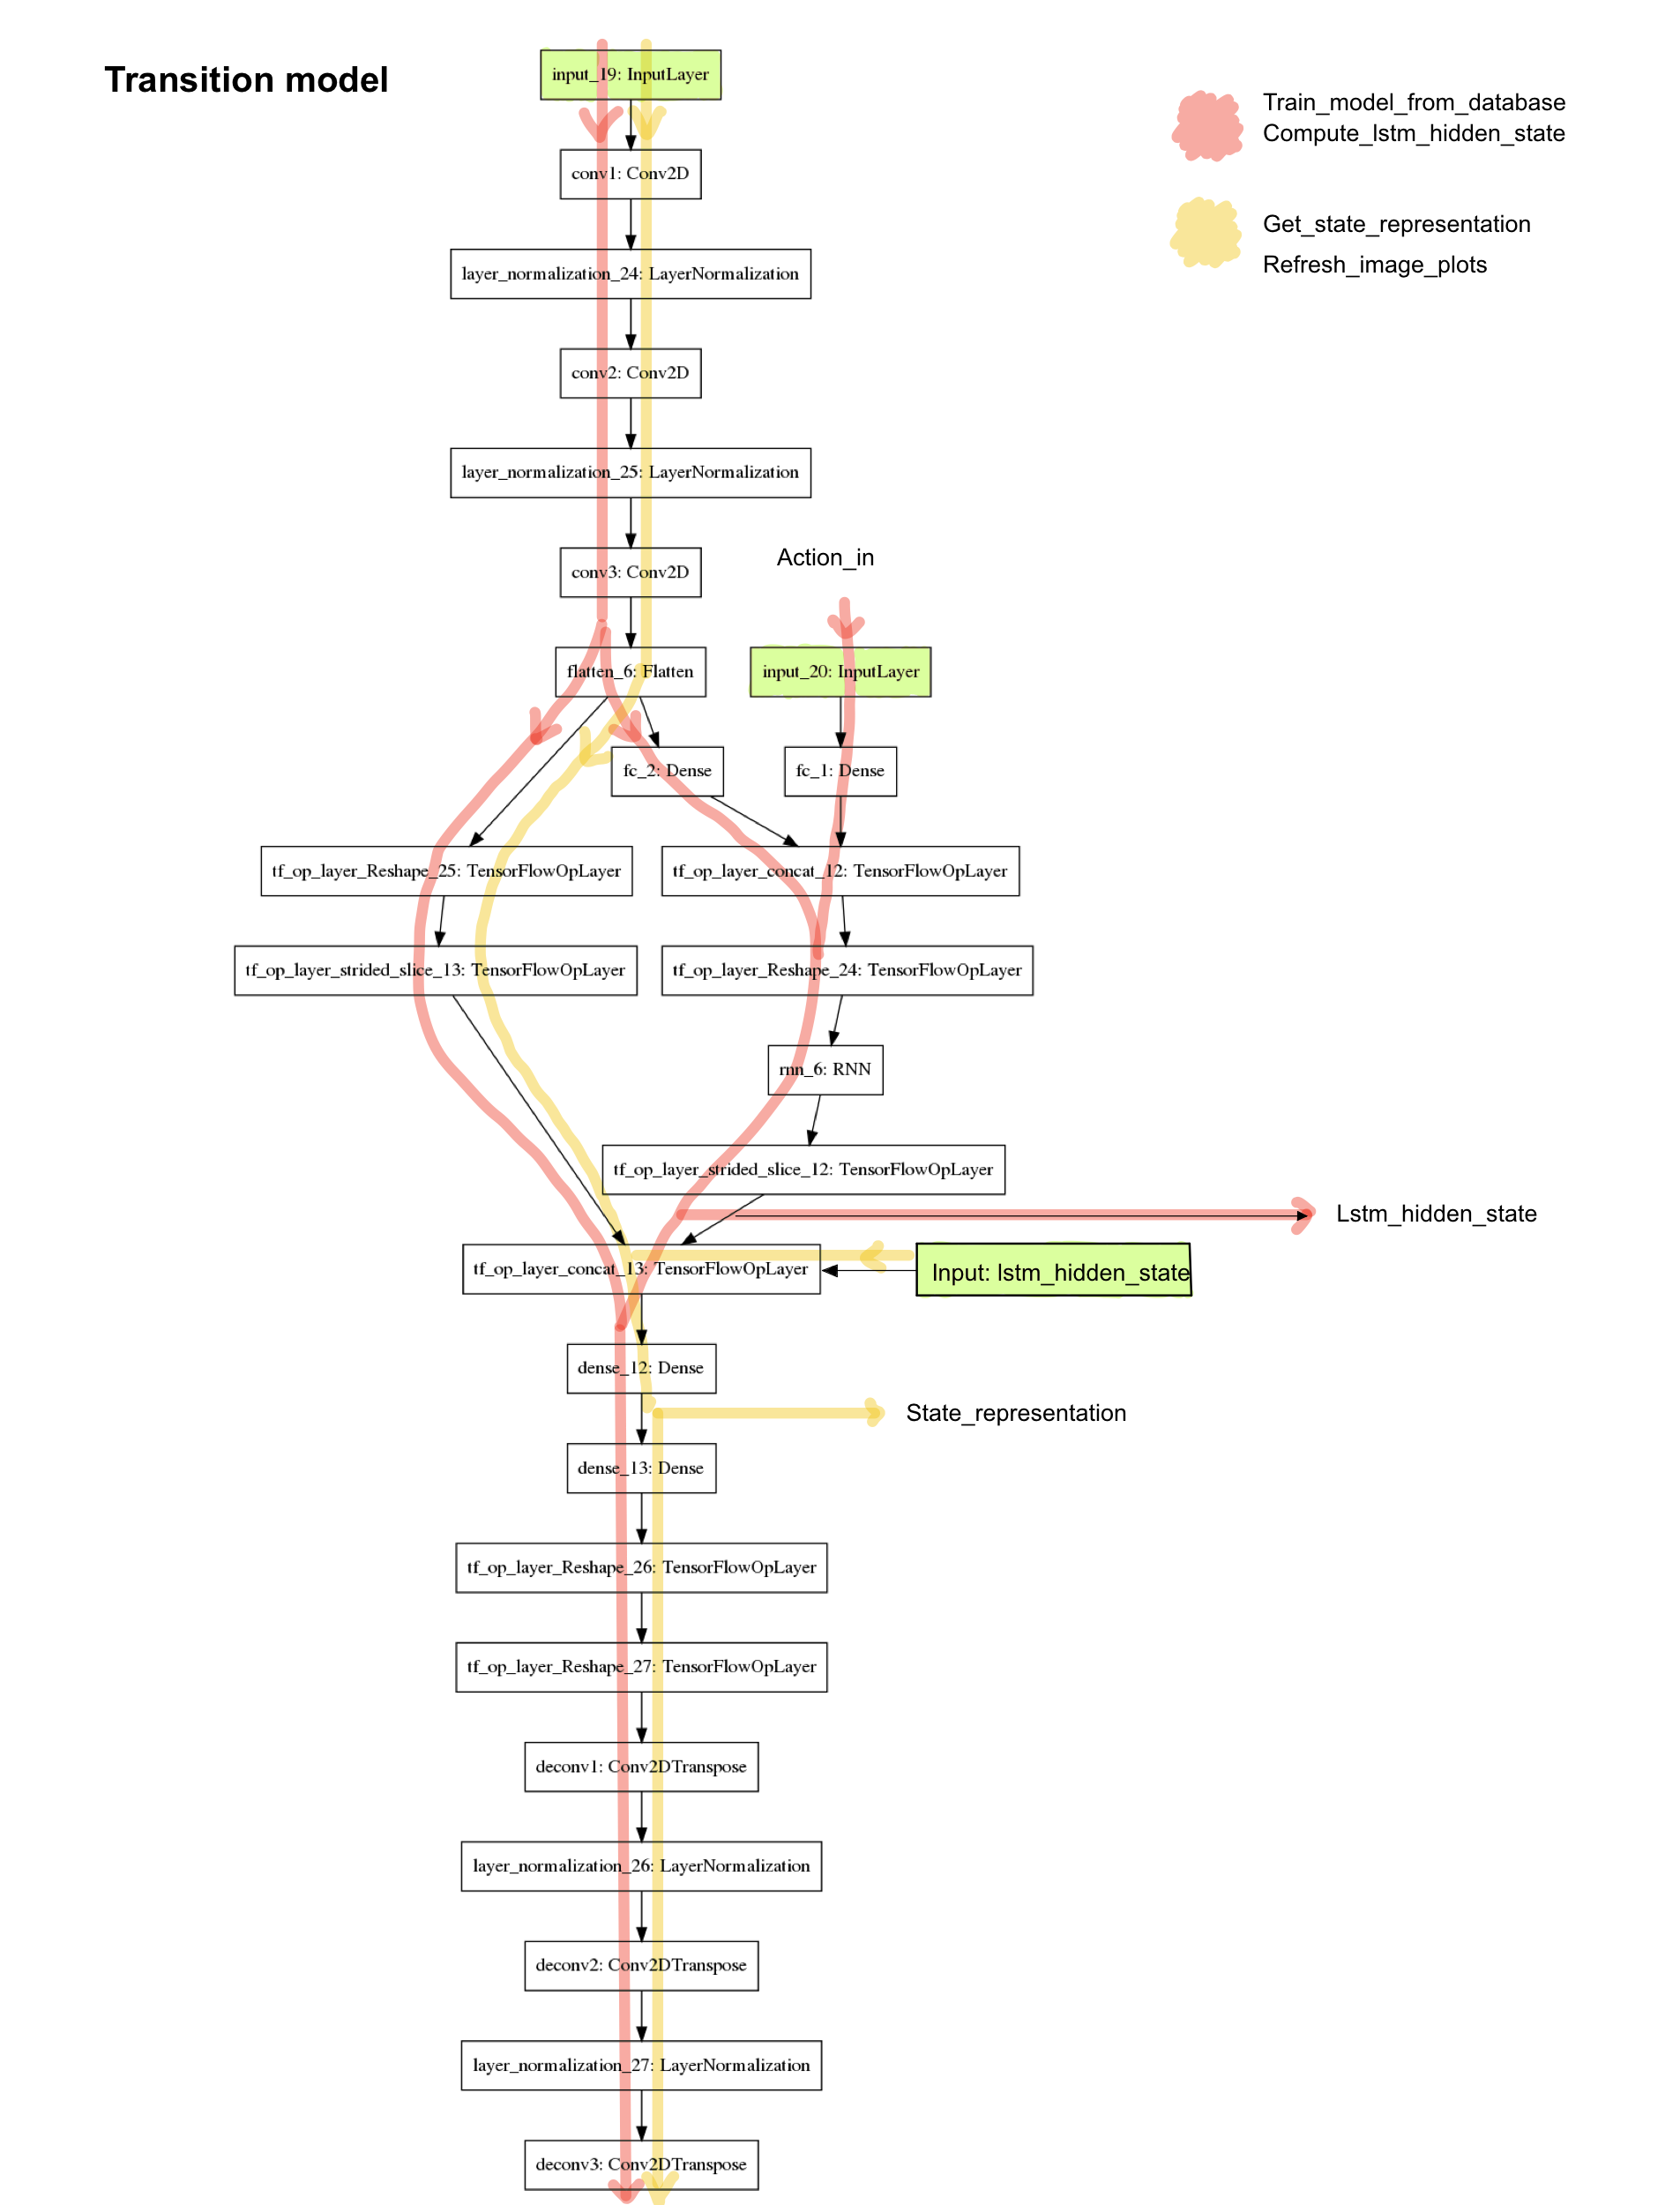 Transition model
input_19: InputLayer
Train_model_from_database
Compute_lstm_hidden_state
conv1: Conv2D
Get_state_representation
Refresh_image_plots
layer_normalization_24: LayerNormalization
conv2: Conv2D
layer_normalization_25: LayerNormalization
conv3: Conv2D
Action_in
flatten_6: Flatten
input_20: InputLayer
fc_2: Dense
fc_1: Dense
tf_op_layer_Reshape_25: TensorFlowOpLayer
tf_op_layer_concat_12: TensorFlowOpLayer
tf_op_layer_strided_slice_13: TensorFlowOpLayer
tf_op_layer_Reshape_24: TensorFlowOpLayer
rnn_6: RNN
tf_op_layer_strided_slice_12: TensorFlowOpLayer
Lstm_hidden_state
tf_op_layer_concat_13: TensorFlowOpLayer
Input: lstm_hidden_state
dense_12: Dense
State_representation
dense_13: Dense
tf_op_layer_Reshape_26: TensorFlowOpLayer
tf_op_layer_Reshape_27: TensorFlowOpLayer
deconv1: Conv2DTranspose
layer_normalization_26: LayerNormalization
deconv2: Conv2DTranspose
layer_normalization_27: LayerNormalization
deconv3: Conv2DTranspose